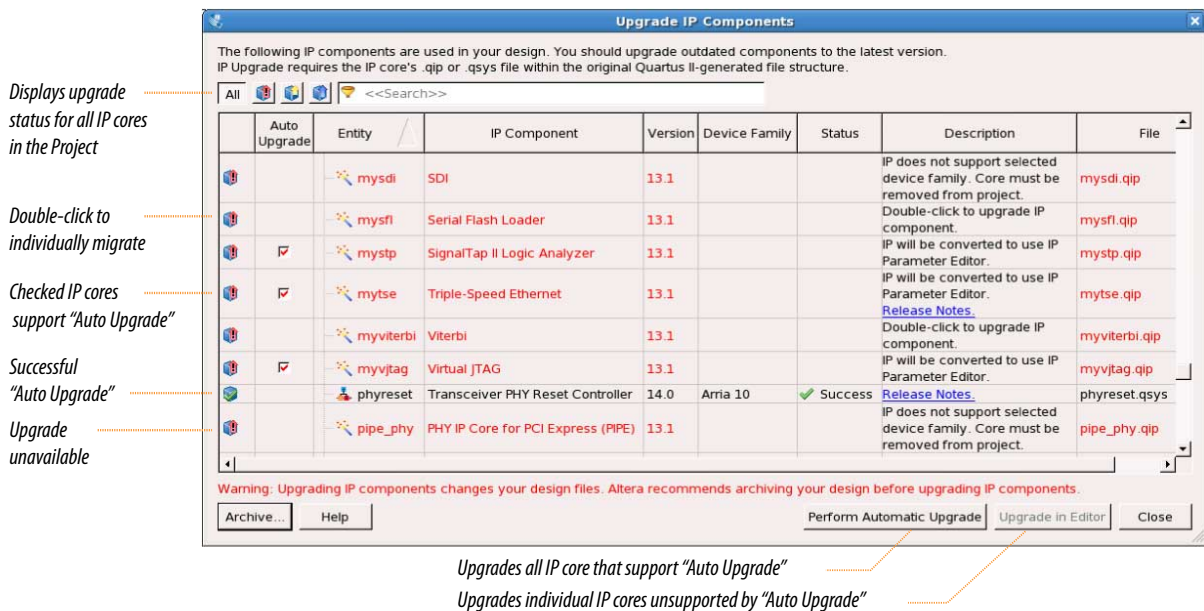 Upgrade IP Components
The following IP components are used in your design. You should upgrade outdated components to the latest version.
IP Upgrade requires the IP core's .qip or .qsys file within the original Quartus II-generated file structure.
Displays upgrade
status for all IP cores
in the Project
All <<Search>>
Auto Upgrade Entity IP Component Version Device Family Status Description File
mysdi SDI 13.1 IP does not support selected device family. Core must be removed from project. mysdi.qip
Double-click to
individually migrate
mysfl Serial Flash Loader 13.1 Double-click to upgrade IP component. mysfl.qip
mystp SignalTap II Logic Analyzer 13.1 IP will be converted to use IP Parameter Editor. mystp.qip
Checked IP cores
support “Auto Upgrade”
mytse Triple-Speed Ethernet 13.1 IP will be converted to use IP Parameter Editor. Release Notes. mytse.qip
myviterbi Viterbi 13.1 Double-click to upgrade IP component. myviterbi.qip
Successful
“Auto Upgrade”
myvjtag Virtual JTAG 13.1 IP will be converted to use IP Parameter Editor. myvjtag.qip
phyreset Transceiver PHY Reset Controller 14.0 Arria 10 Success Release Notes. phyreset.qsys
Upgrade
unavailable
pipe_phy PHY IP Core for PCI Express (PIPE) 13.1 IP does not support selected device family. Core must be removed from project. pipe_phy.qip
Warning: Upgrading IP components changes your design files. Altera recommends archiving your design before upgrading IP components.
Archive... Help Perform Automatic Upgrade Upgrade in Editor Close
Upgrades all IP core that support “Auto Upgrade”
Upgrades individual IP cores unsupported by “Auto Upgrade”